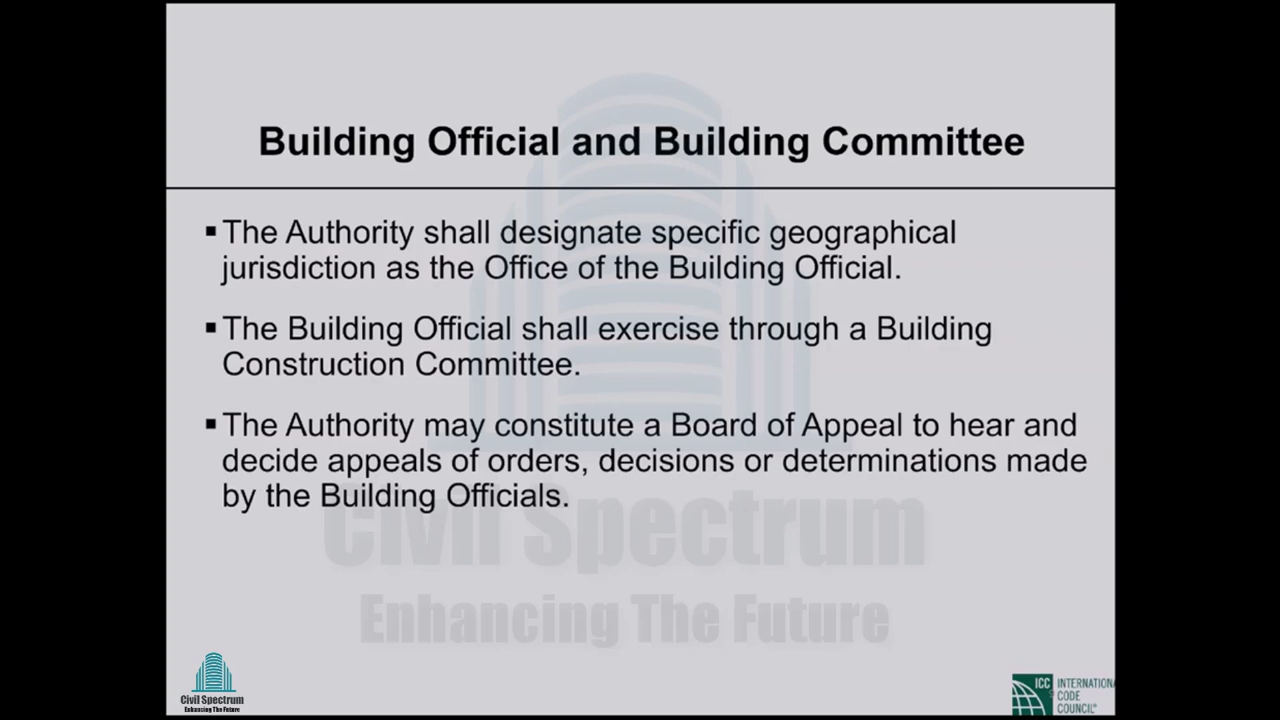 Building Official and Building Committee
▪ The Authority shall designate specific geographical
jurisdiction as the Office of the Building Official.
▪ The Building Official shall exercise through a Building
Construction Committee.
▪ The Authority may constitute a Board of Appeal to hear and
decide appeals of orders, decisions or determinations made
by the Building Officials.
Civil Spectrum
Enhancing The Future
Civil Spectrum
Enhancing The Future
ICC INTERNATIONA
CODE
COUNCIL®